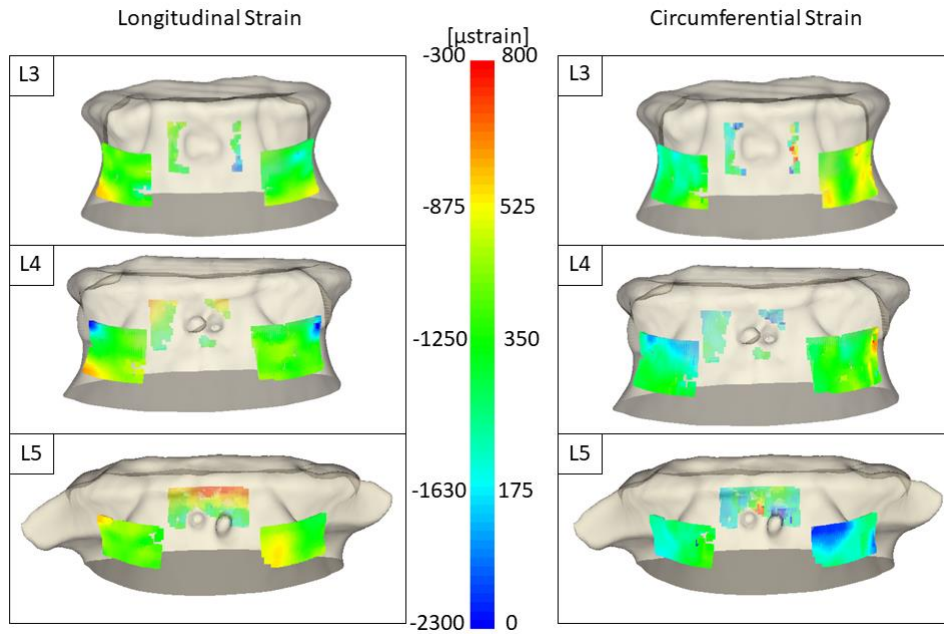 Longitudinal Strain
Circumferential Strain
[μstrain]
-300 800
L3
L3
-875 525
L4
L4
-1250 350
L5
L5
-1630 175
-2300 0